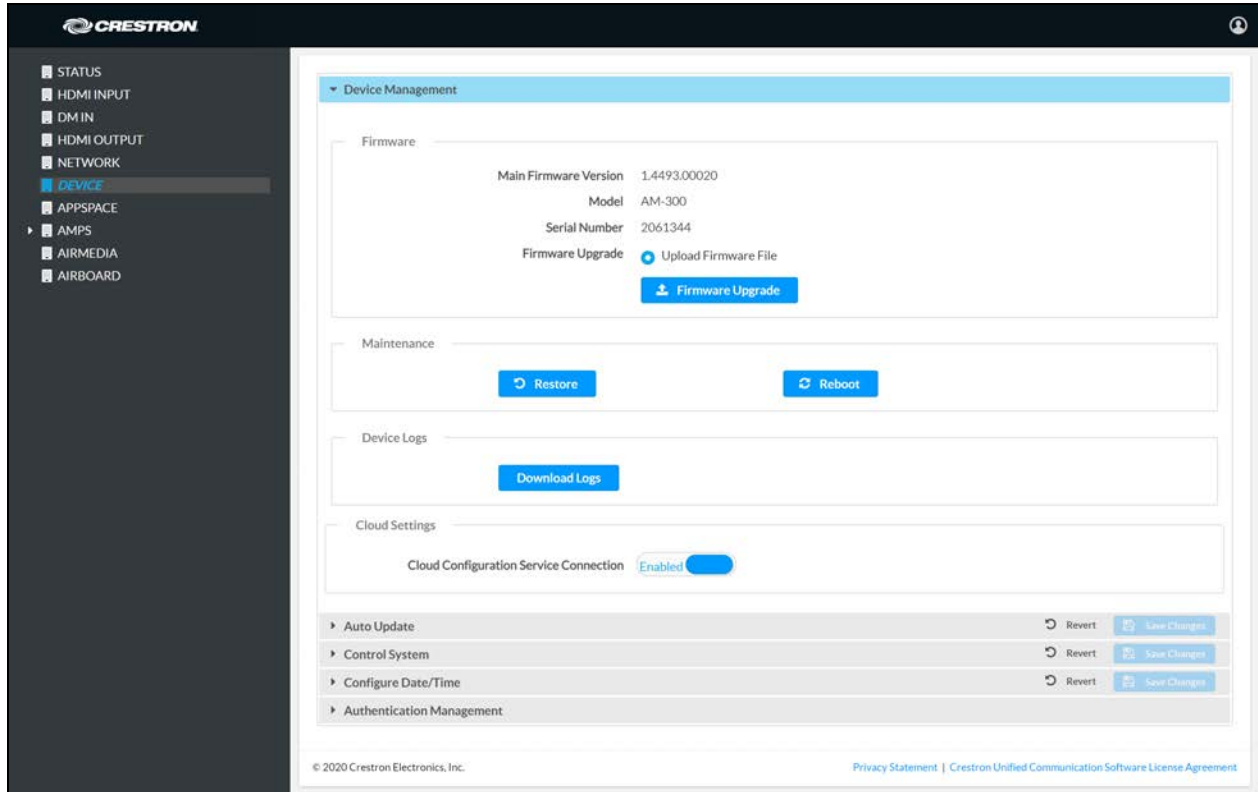 CRESTRON
STATUS
HDMI INPUT
DM IN
HDMI OUTPUT
NETWORK
DEVICE
APPSPACE
AMPS
AIRMEDIA
AIRBOARD
Device Management
Firmware
Main Firmware Version 1.4493.00020
Model AM-300
Serial Number 2061344
Firmware Upgrade Upload Firmware File
Firmware Upgrade
Maintenance
Restore Reboot
Device Logs
Download Logs
Cloud Settings
Cloud Configuration Service Connection Enabled
Auto Update Revert Save Changes
Control System Revert Save Changes
Configure Date/Time Revert Save Changes
Authentication Management
© 2020 Crestron Electronics, Inc. Privacy Statement | Crestron Unified Communication Software License Agreement